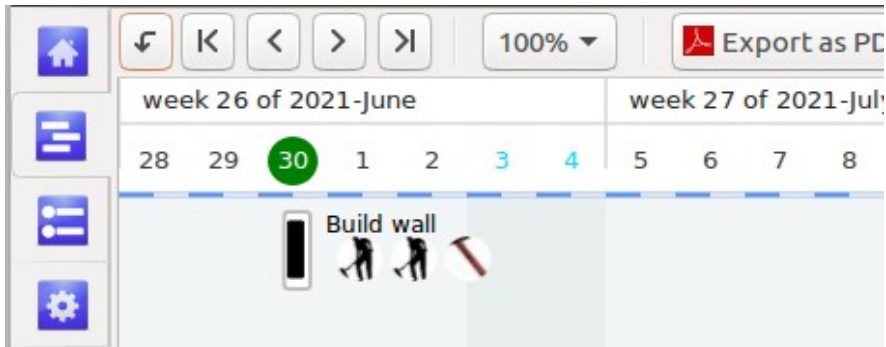 100% Export as PD
week 26 of 2021-June week 27 of 2021-July
28 29 30 1 2 3 4 5 6 7 8
Build wall